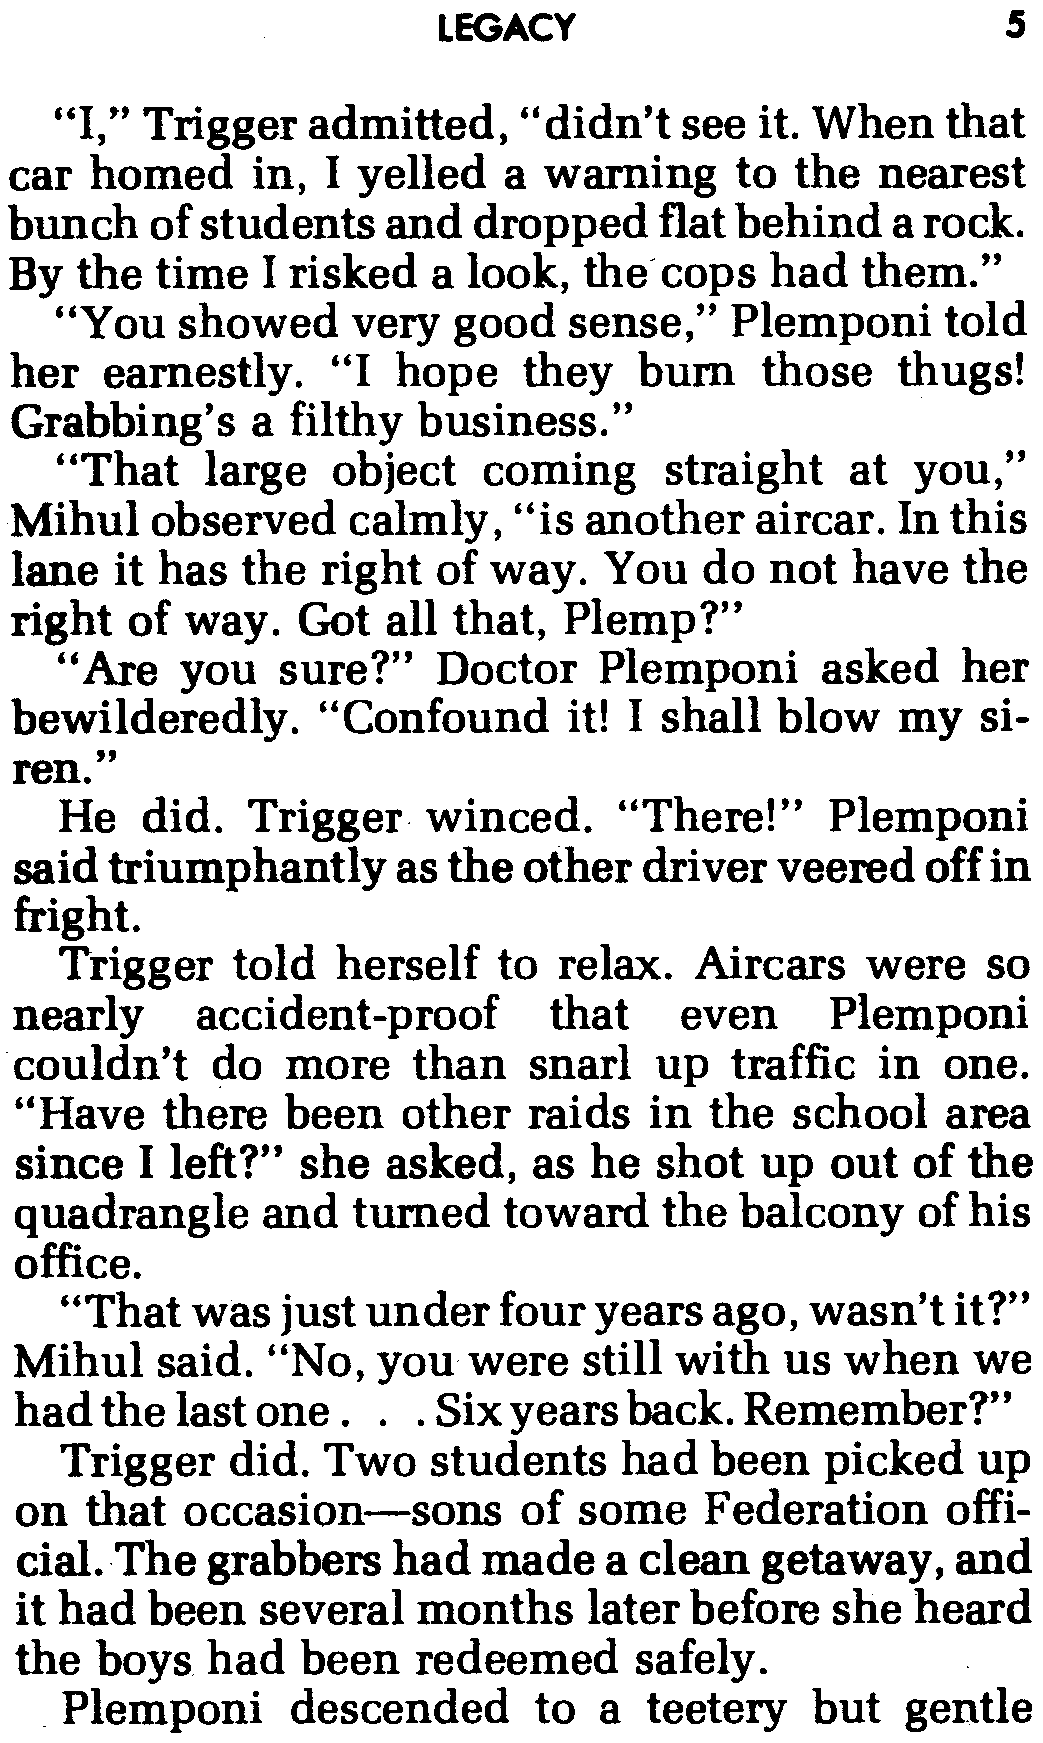 LEGACY 5
“I,” Trigger admitted, “didn’t see it. When that
car homed in, I yelled a warning to the nearest
bunch of students and dropped flat behind a rock.
By the time I risked a look, the cops had them.”
“You showed very good sense,” Plemponi told
her earnestly. “I hope they burn those thugs!
Grabbing’s a filthy business.”
“That large object coming straight at you,”
Mihul observed calmly, “is another aircar. In this
lane it has the right of way. You do not have the
right of way. Got all that, Plemp?”
“Are you sure?” Doctor Plemponi asked her
bewilderedly. “Confound it! I shall blow my si-
ren.”
He did. Trigger winced. “There!” Plemponi
said triumphantly as the other driver veered off in
fright.
Trigger told herself to relax. Aircars were so
nearly accident-proof that even Plemponi
couldn’t do more than snarl up traffic in one.
“Have there been other raids in the school area
since I left?” she asked, as he shot up out of the
quadrangle and turned toward the balcony of his
office.
“That was just under four years ago, wasn’t it?”
Mihul said. “No, you were still with us when we
had the last one . . . Six years back. Remember?”
Trigger did. Two students had been picked up
on that occasion—sons of some Federation offi-
cial. The grabbers had made a clean getaway, and
it had been several months later before she heard
the boys had been redeemed safely.
Plemponi descended to a teetery but gentle